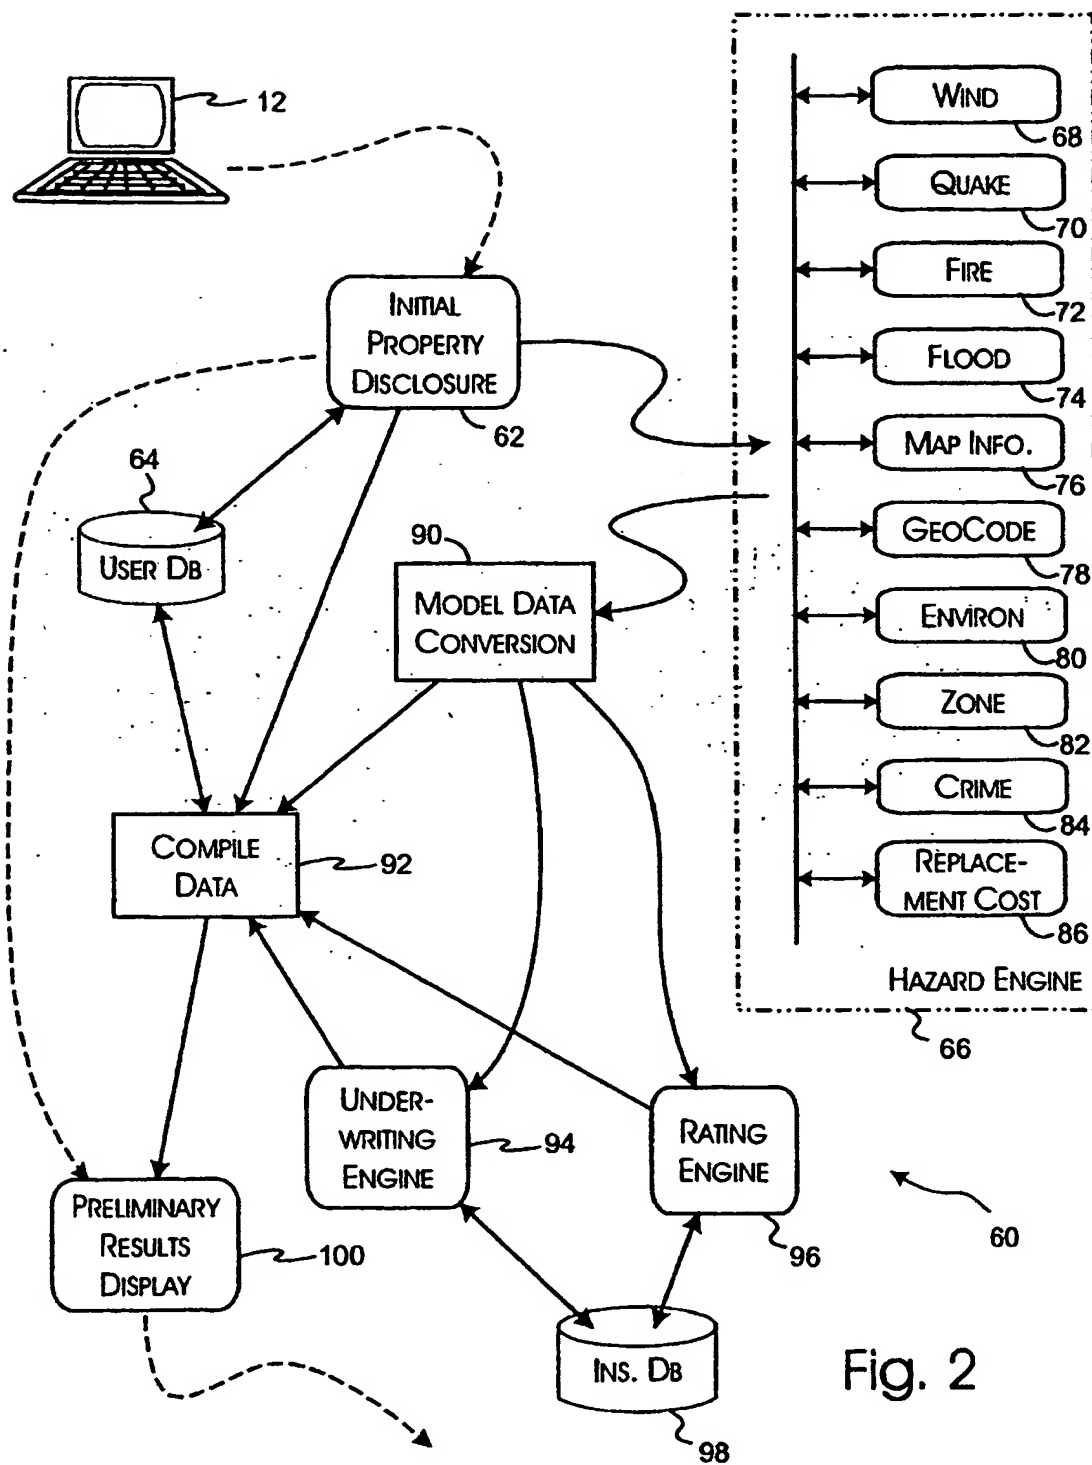 12
WIND
68
QUAKE
70
FIRE
72
FLOOD
74
MAP INFO.
76
GEOCODE
78
ENVIRON
80
ZONE
82
CRIME
84
REPLACE-
MENT COST
86
HAZARD ENGINE
66
INITIAL
PROPERTY
DISCLOSURE
62
64
USER DB
90
MODEL DATA
CONVERSION
COMPILE
DATA
92
UNDER-
WRITING
ENGINE
94
RATING
ENGINE
96
60
PRELIMINARY
RESULTS
DISPLAY
100
INS. DB
98
Fig. 2